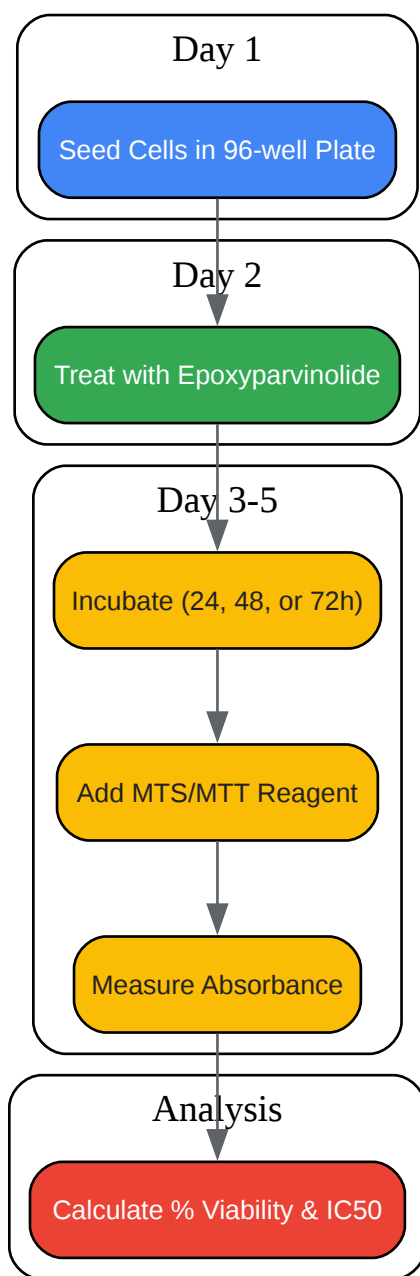 Day 1
Seed Cells in 96-well Plate
Day 2
Treat with Epoxyparvinolide
Day 3-5
Incubate (24, 48, or 72h)
Add MTS/MTT Reagent
Measure Absorbance
Analysis
Calculate % Viability & IC50